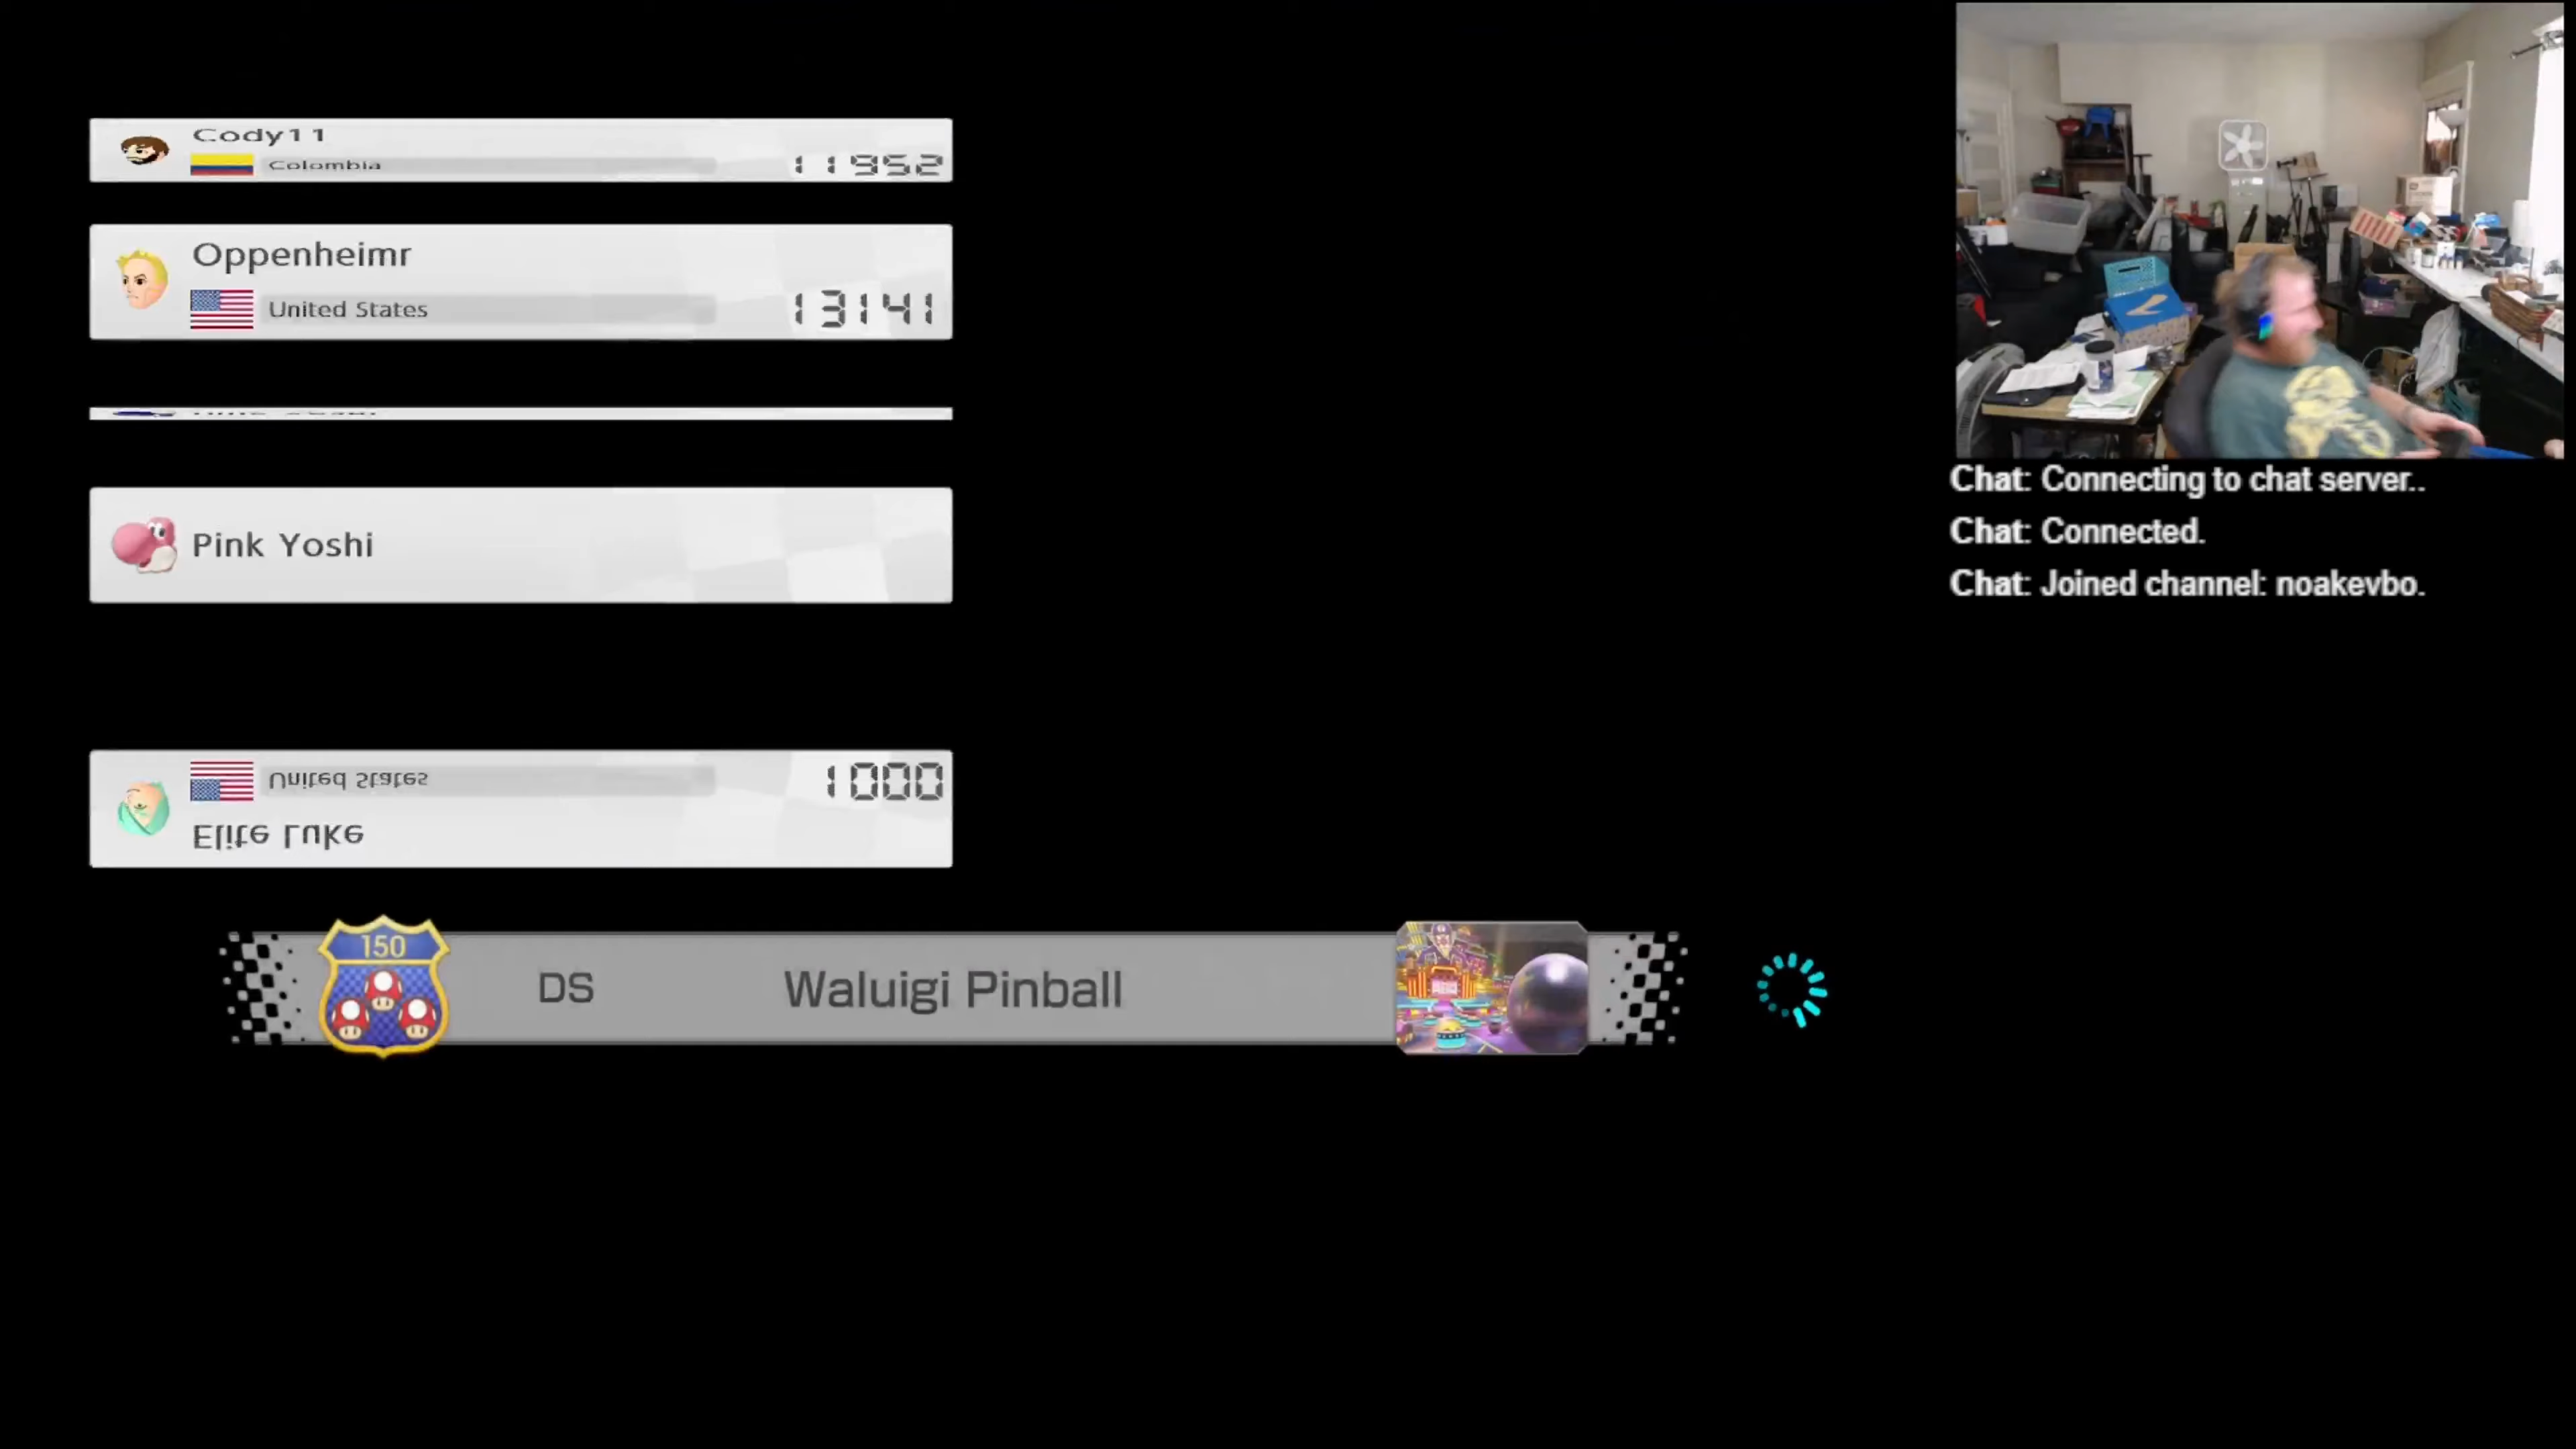 Cody11
Colombia
11952
Oppenheimr
United States
13141
Pink Yoshi
United States
1000
Elite Luke
150
DS
Waluigi Pinball
Chat: Connecting to chat server..
Chat: Connected.
Chat: Joined channel: noakevbo.